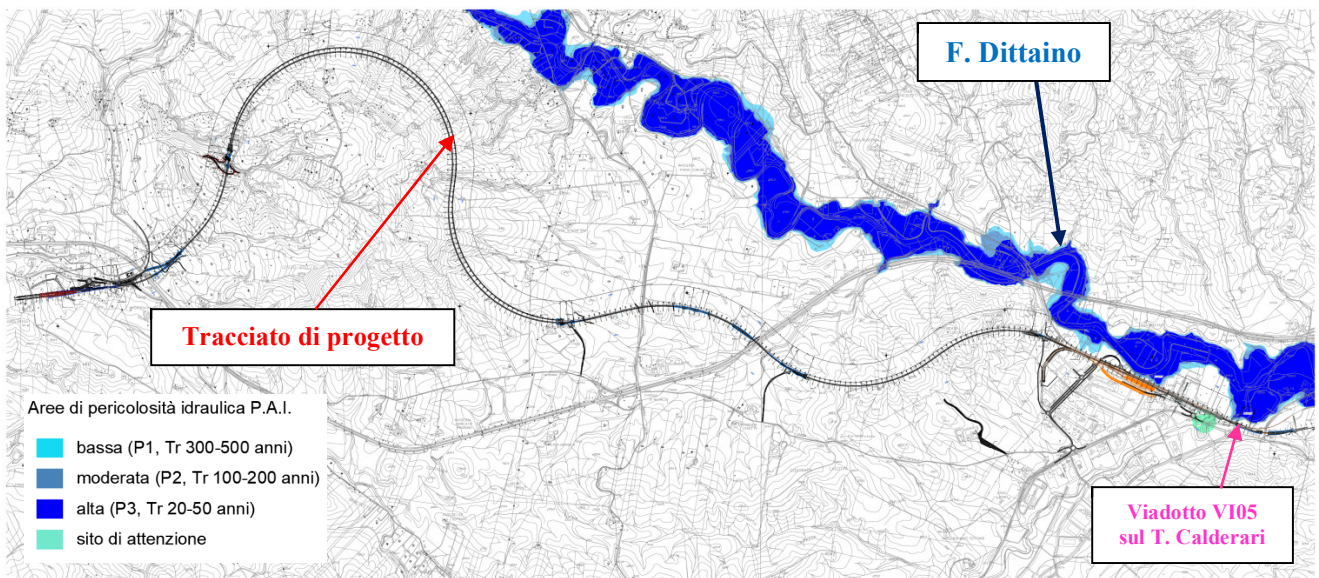 F. Dittaino
Tracciato di progetto
Aree di pericolosità idraulica P.A.I.
bassa (P1, Tr 300-500 anni)
moderata (P2, Tr 100-200 anni)
alta (P3, Tr 20-50 anni)
sito di attenzione
Viadotto VI05
sul T. Calderari